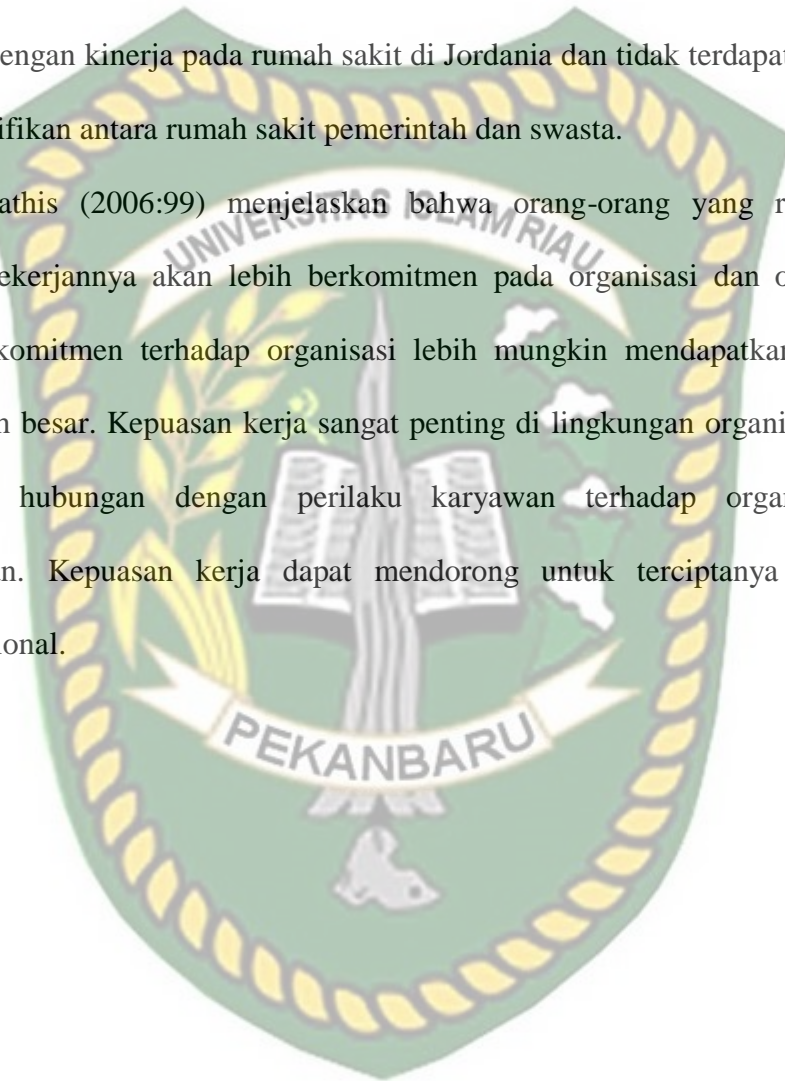 engan kinerja pada rumah sakit di Jordania dan tidak terdapat
ifikan antara rumah sakit pemerintah dan swasta.
athis (2006:99) menjelaskan bahwa orang-orang yang
UNIVERSITAS ISLAM RIAU
ekerjannya akan lebih berkomitmen pada organisasi dan
komitmen terhadap organisasi lebih mungkin mendapatkan
besar. Kepuasan kerja sangat penting di lingkungan organi
hubungan dengan perilaku karyawan terhadap organ
an. Kepuasan kerja dapat mendorong untuk terciptanya
ional.
PEKANBARU